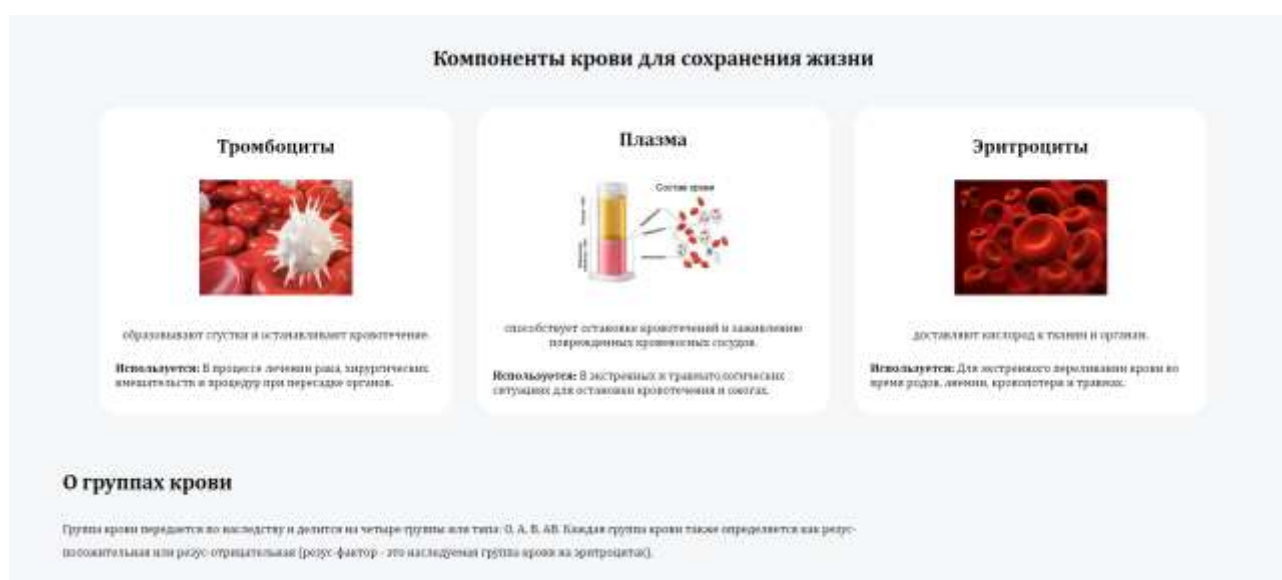 Компоненты крови для сохранения жизни
Тромбоциты
образовывают сгустки и останавливают кровотечение.
Используется: В процессе лечении рака, хирургических
вмешательств и процедур при пересадке органов.
Плазма
Состав крови
способствует остановке кровотечений и заживлению
поврежденных кровеносных сосудов.
Используется: В экстренных и травматологических
ситуациях для остановки кровотечения и ожогах.
Эритроциты
доставляют кислород к тканям и органам.
Используется: Для экстренного переливания крови во
время родов, анемии, кровопотери и травмах.
О группах крови
Группа крови передается по наследству и делится на четыре группы или типа: O, A, B, AB. Каждая группа крови также определяется как резус-
положительная или резус-отрицательная (резус-фактор - это наследуемая группа крови на эритроцитах).